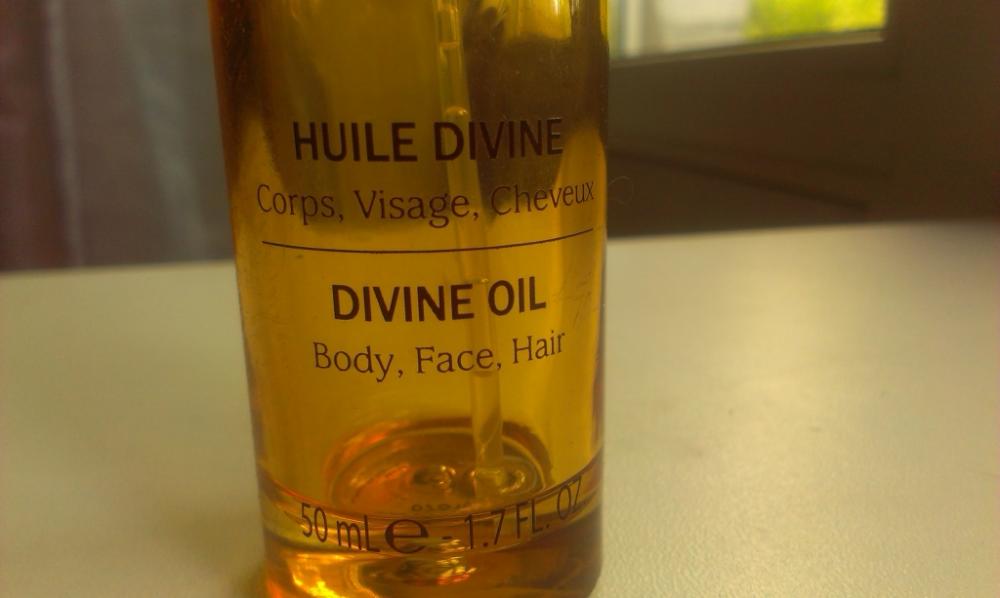 HUILE DIVINE
Corps, Visage, Cheveux
DIVINE OIL
Body, Face, Hair
50 mL e - 1.7 FL. OZ.